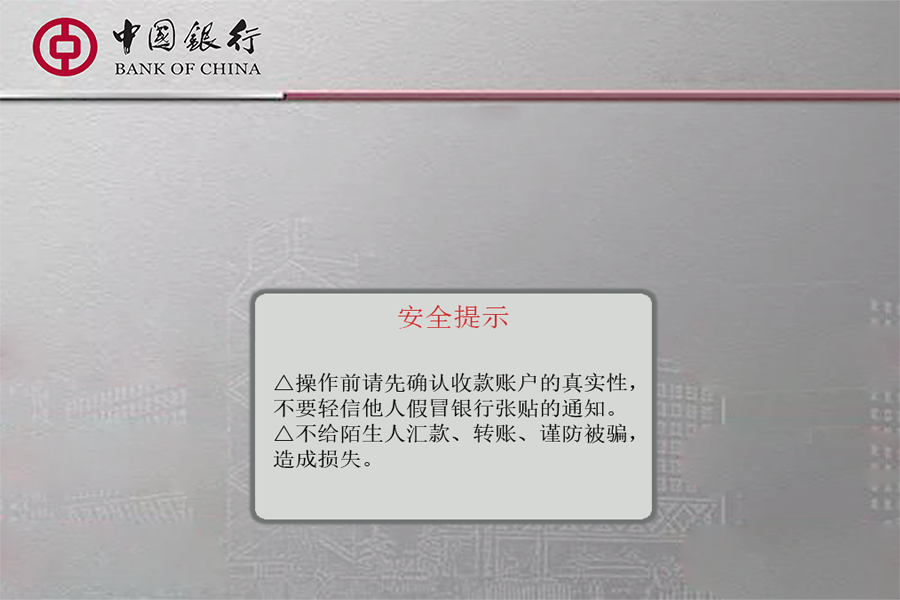 中国銀行
BANK OF CHINA
安全提示
△操作前请先确认收款账户的真实性，
不要轻信他人假冒银行张贴的通知。
△不给陌生人汇款、转账、谨防被骗，
造成损失。